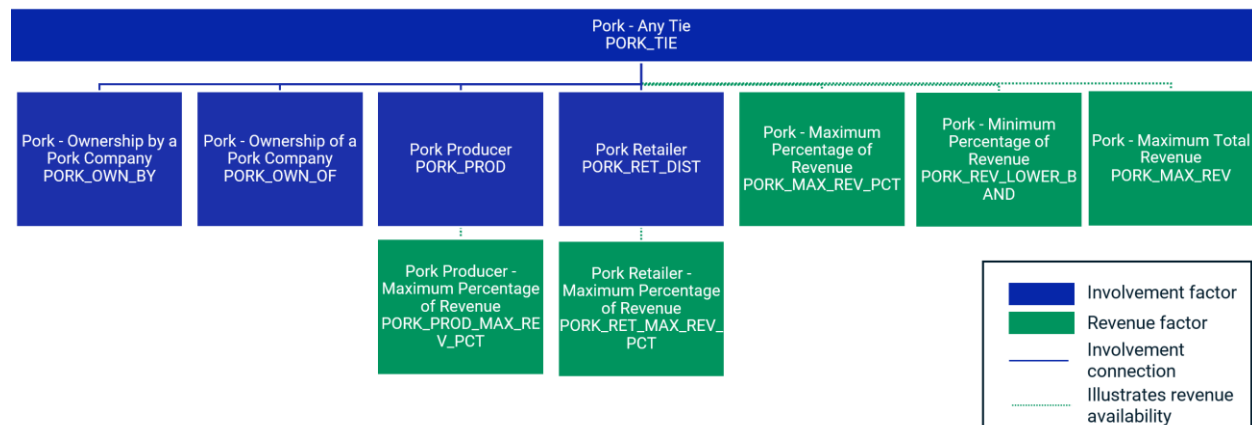 Pork - Any Tie
PORK_TIE
Pork - Ownership by a
Pork Company
PORK_OWN_BY
Pork - Ownership of a
Pork Company
PORK_OWN_OF
Pork Producer
PORK_PROD
Pork Retailer
PORK_RET_DIST
Pork - Maximum
Percentage of
Revenue
PORK_MAX_REV_PCT
Pork - Minimum
Percentage of
Revenue
PORK_REV_LOWER_B
AND
Pork - Maximum Total
Revenue
PORK_MAX_REV
Pork Producer -
Maximum Percentage
of Revenue
PORK_PROD_MAX_RE
V_PCT
Pork Retailer -
Maximum Percentage
of Revenue
PORK_RET_MAX_REV_
PCT
Involvement factor
Revenue factor
Involvement
connection
Illustrates revenue
availability